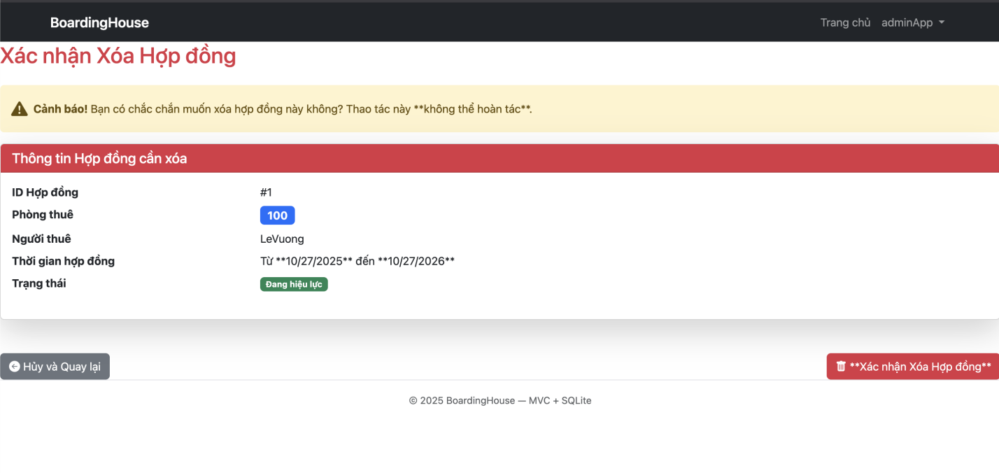 BoardingHouse
Trang chủ adminApp
Xác nhận Xóa Hợp đồng
Cảnh báo! Bạn có chắc chắn muốn xóa hợp đồng này không? Thao tác này **không thể hoàn tác**.
Thông tin Hợp đồng cần xóa
ID Hợp đồng #1
Phòng thuê 100
Người thuê LeVuong
Thời gian hợp đồng Từ **10/27/2025** đến **10/27/2026**
Trạng thái Đang hiệu lực
Hủy và Quay lại
**Xác nhận Xóa Hợp đồng**
© 2025 BoardingHouse — MVC + SQLite